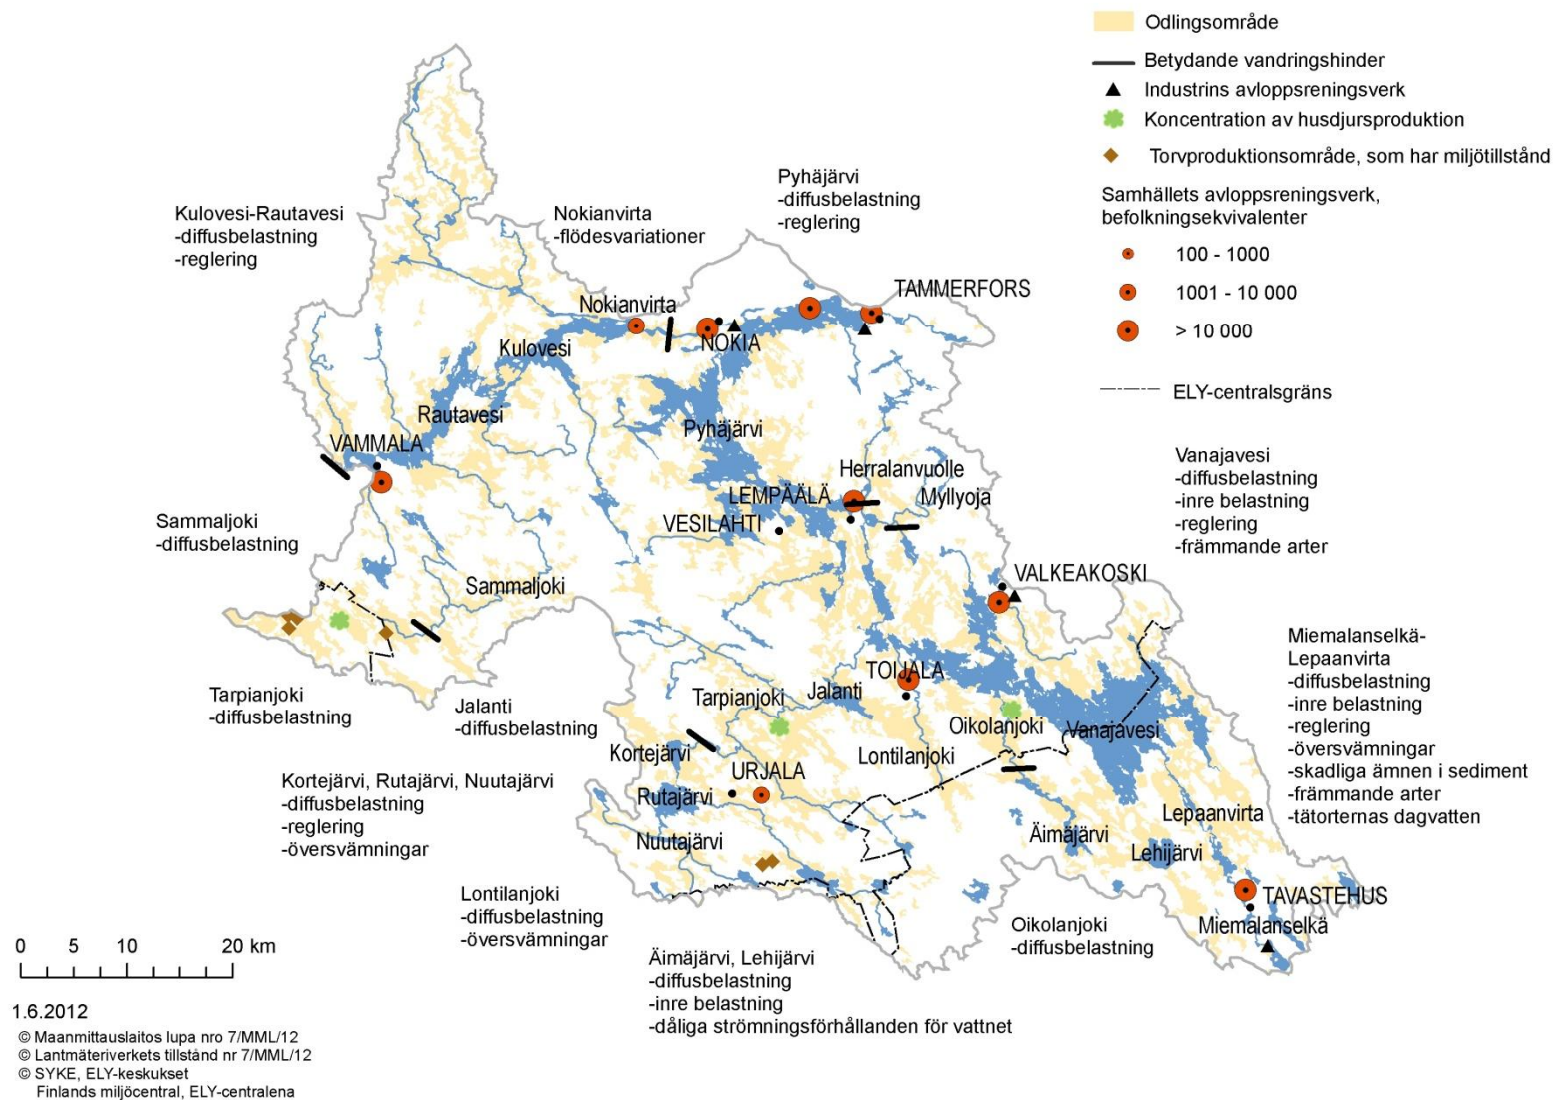 Odlingsområde
Betydande vandringshinder
Industrins avloppsreningsverk
Koncentration av husdjursproduktion
Torvproduktionsområde, som har miljötillstånd
Samhällets avloppsreningsverk,
befolkningsekvivalenter
100 - 1000
1001 - 10 000
> 10 000
ELY-centralsgräns
Pyhäjärvi
-diffusbelastning
-reglering
Kulovesi-Rautavesi
-diffusbelastning
-reglering
Nokianvirta
-flödesvariationer
TAMMERFORS
Nokianvirta
NOKIA
Kulovesi
Rautavesi
Pyhäjärvi
VAMMALA
Herralanvuolle
LEMPÄÄLÄ
Myllyoja
VESILAHTI
Vanajavesi
-diffusbelastning
-inre belastning
-reglering
-främmande arter
Sammaljoki
-diffusbelastning
Sammaljoki
VALKEAKOSKI
Miemalanselkä-
Lepaanvirta
-diffusbelastning
-inre belastning
-reglering
-översvämningar
-skadliga ämnen i sediment
-främmande arter
-tätorternas dagvatten
Tarpianjoki
-diffusbelastning
Jalanti
-diffusbelastning
TOIJALA
Tarpianjoki
Jalanti
Oikolanjoki
Vanajavesi
Kortejärvi
Lontilanjoki
URJALA
Rutajärvi
Nuutajärvi
Äimäjärvi
Lepaanvirta
Lehijärvi
Kortejärvi, Rutajärvi, Nuutajärvi
-diffusbelastning
-reglering
-översvämningar
TAVASTEHUS
Miemalanselkä
Lontilanjoki
-diffusbelastning
-översvämningar
Oikolanjoki
-diffusbelastning
Äimäjärvi, Lehijärvi
-diffusbelastning
-inre belastning
-dåliga strömningsförhållanden för vattnet
0 5 10 20 km
1.6.2012
© Maanmittauslaitos lupa nro 7/MML/12
© Lantmäteriverkets tillstånd nr 7/MML/12
© SYKE, ELY-keskukset
Finlands miljöcentral, ELY-centralena